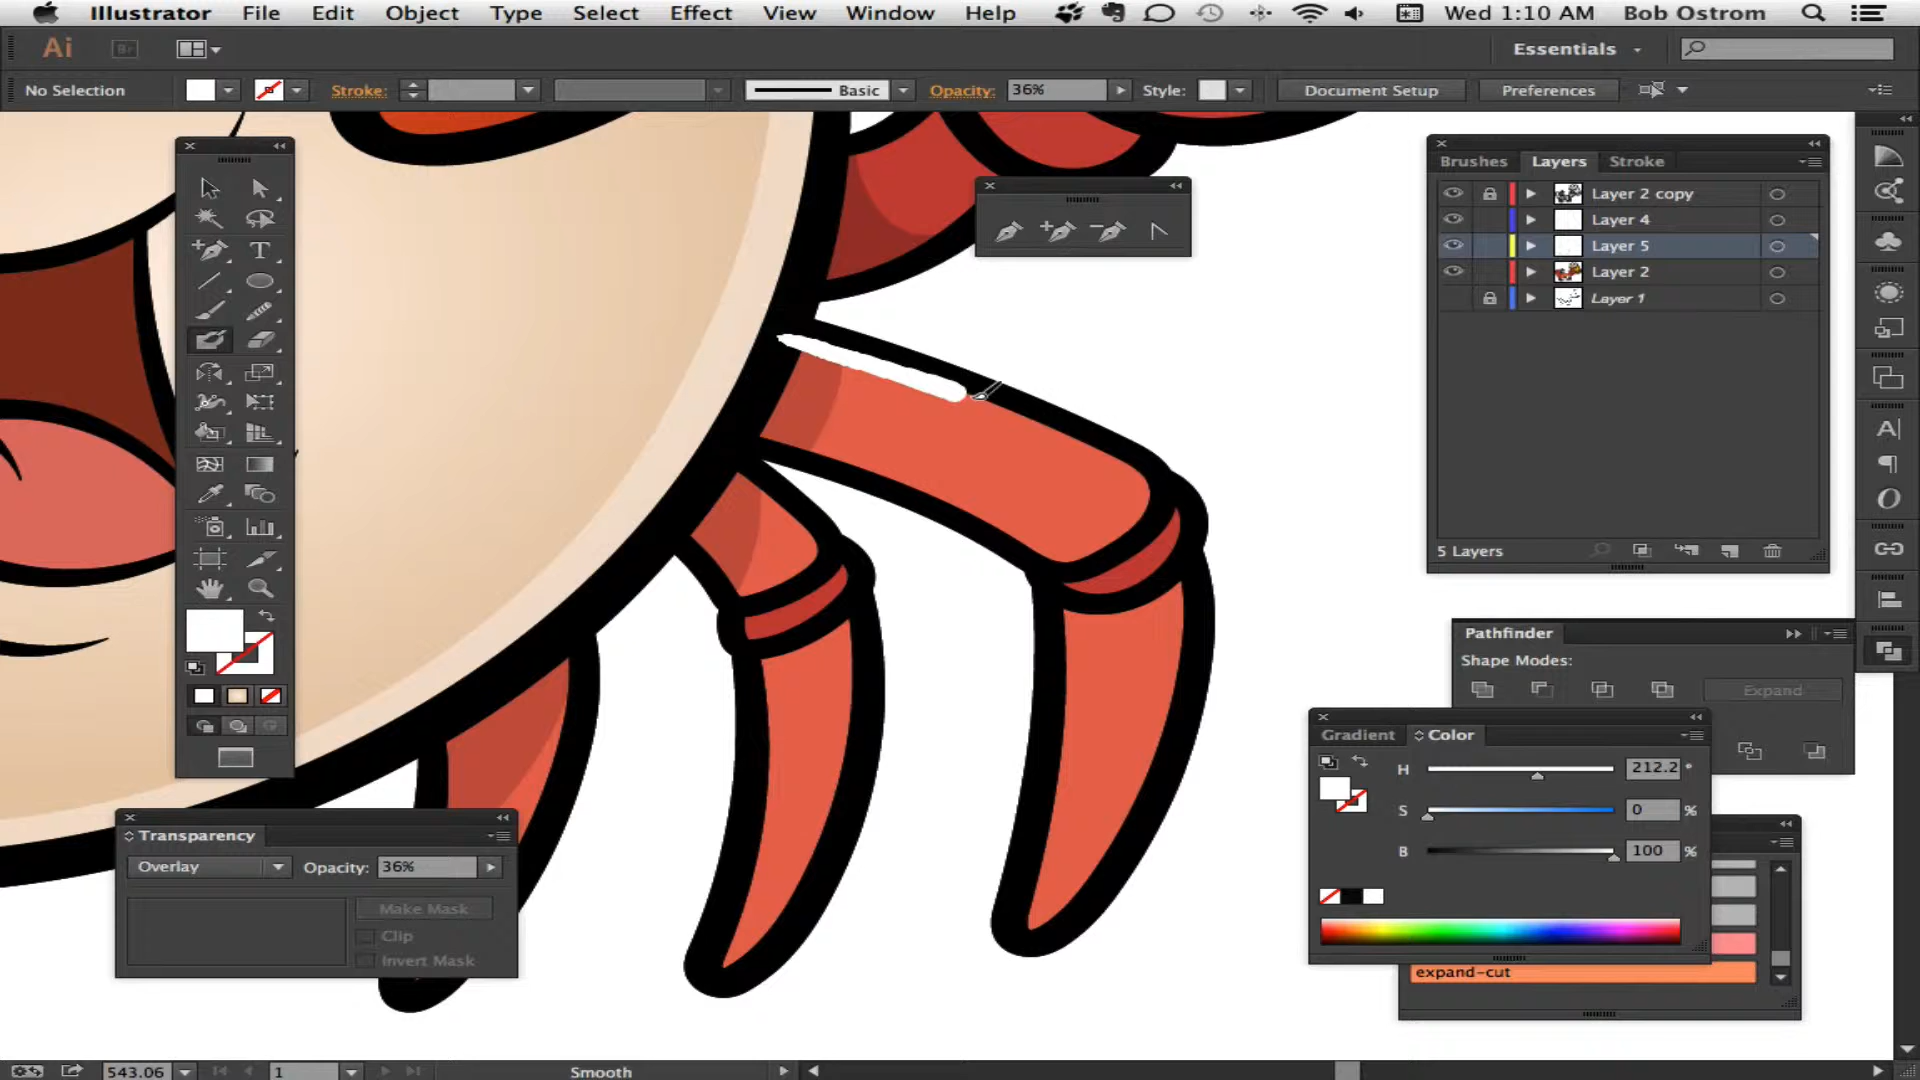 Illustrator File Edit Object Type Select Effect View Window Help Wed 1:10 AM Bob Ostrom
Ai Br Essentials
No Selection Stroke: Basic Opacity: 36% Style: Document Setup Preferences
Brushes Layers Stroke
Layer 2 copy
Layer 4
Layer 5
Layer 2
Layer 1
5 Layers
T
Pathfinder
Shape Modes:
Expand
Gradient Color
H 212.2 °
S 0 %
B 100 %
expand-cut
Transparency
Overlay Opacity: 36%
Make Mask
Clip
Invert Mask
543.06 1 Smooth